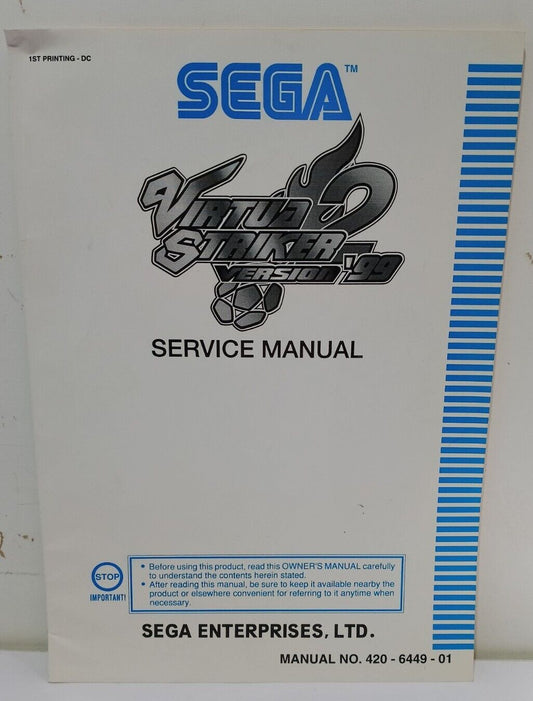 1ST PRINTING - DC
SEGA™
VIRTUA 2
STRIKER
VERSION '99
SERVICE MANUAL
STOP
IMPORTANT!
• Before using this product, read this OWNER'S MANUAL carefully
to understand the contents herein stated.
• After reading this manual, be sure to keep it available nearby the
product or elsewhere convenient for referring to it anytime when
necessary.
SEGA ENTERPRISES, LTD.
MANUAL NO. 420 - 6449 - 01